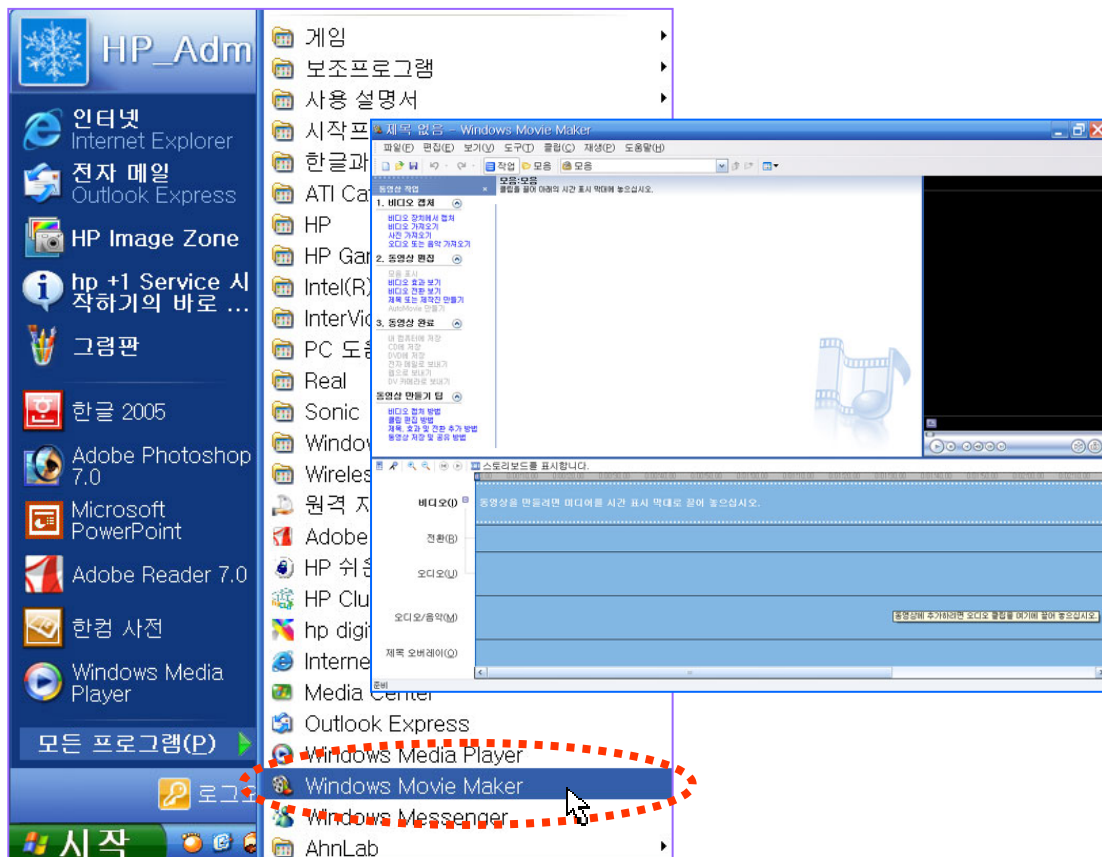 HP_Adm
인터넷
Internet Explorer
전자 메일
Outlook Express
HP Image Zone
hp +1 Service 시
작하기의 바로 ...
그림판
한글 2005
Adobe Photoshop
7.0
Microsoft
PowerPoint
Adobe Reader 7.0
한컴 사전
Windows Media
Player
모든 프로그램(P)
로그오
시작
게임
보조프로그램
사용 설명서
시작프
한글과
ATI Ca
HP
HP Gar
Intel(R)
InterVid
PC 도움
Real
Sonic
Window
Wireles
원격 지
Adobe
HP 쉬운
HP Clu
hp digi
Interne
Media Center
Outlook Express
Windows Media Player
Windows Movie Maker
Windows Messenger
AhnLab
제목 없음 - Windows Movie Maker
파일(F) 편집(E) 보기(V) 도구(T) 클립(C) 재생(P) 도움말(H)
작업 모음 모음
동영상 작업
모음:모음
클립을 끌어 아래의 시간 표시 막대에 놓으십시오.
1. 비디오 캡처
비디오 장치에서 캡처
비디오 가져오기
사진 가져오기
오디오 또는 음악 가져오기
2. 동영상 편집
모음 표시
비디오 효과 보기
비디오 전환 보기
제목 또는 제작진 만들기
AutoMovie 만들기
3. 동영상 완료
내 컴퓨터에 저장
CD에 저장
DVD에 저장
전자 메일로 보내기
웹으로 보내기
DV 카메라로 보내기
동영상 만들기 팁
비디오 캡처 방법
클립 편집 방법
제목, 효과 및 전환 추가 방법
동영상 저장 및 공유 방법
스토리보드를 표시합니다.
비디오(I)
동영상을 만들려면 미디어를 시간 표시 막대로 끌어 놓으십시오.
전환(R)
오디오(U)
오디오/음악(M)
동영상에 추가하려면 오디오 클립을 여기에 끌어 놓으십시오.
제목 오버레이(O)
준비